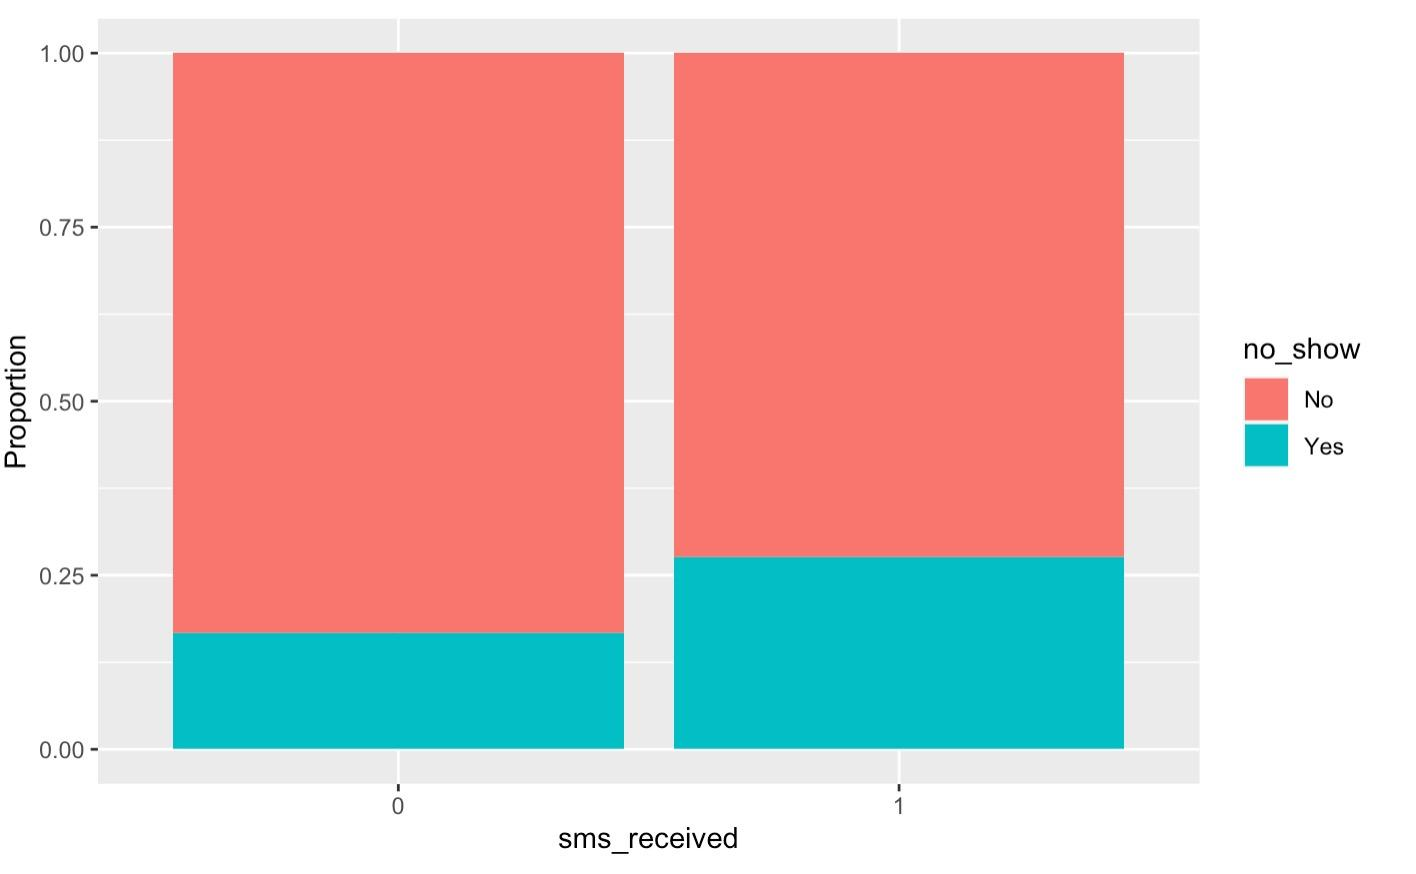 1.00
0.75
0.50
0.25
0.00
Proportion
0 1
sms_received
no_show
No
Yes